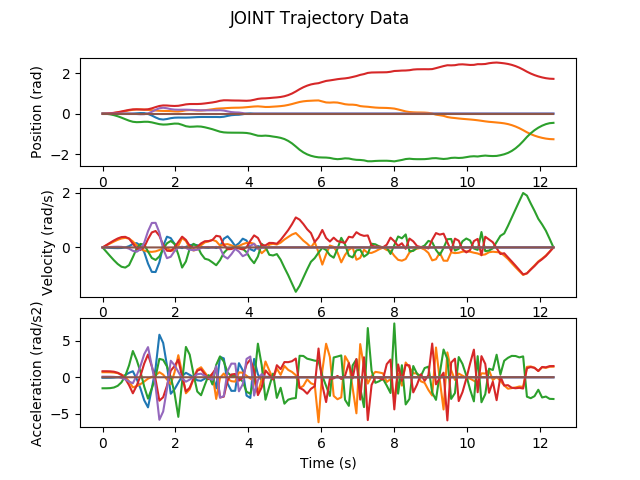 JOINT Trajectory Data
Position (rad)
2
0
−2
0 2 4 6 8 10 12
Velocity (rad/s)
2
0
0 2 4 6 8 10 12
Acceleration (rad/s2)
5
0
−5
0 2 4 6 8 10 12
Time (s)